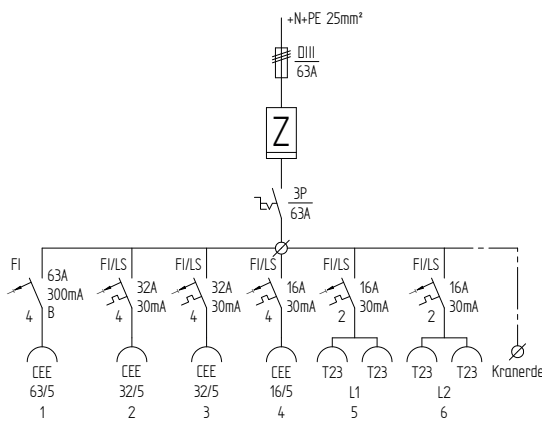 +N+PE 25mm²
DIII
63A
Z
3P
63A
FI
63A
300mA
B
4
FI/LS
32A
30mA
4
FI/LS
32A
30mA
4
FI/LS
16A
30mA
4
FI/LS
16A
30mA
2
FI/LS
16A
30mA
2
CEE
63/5
1
CEE
32/5
2
CEE
32/5
3
CEE
16/5
4
T23 T23
L1
5
T23 T23
L2
6
Kranerde